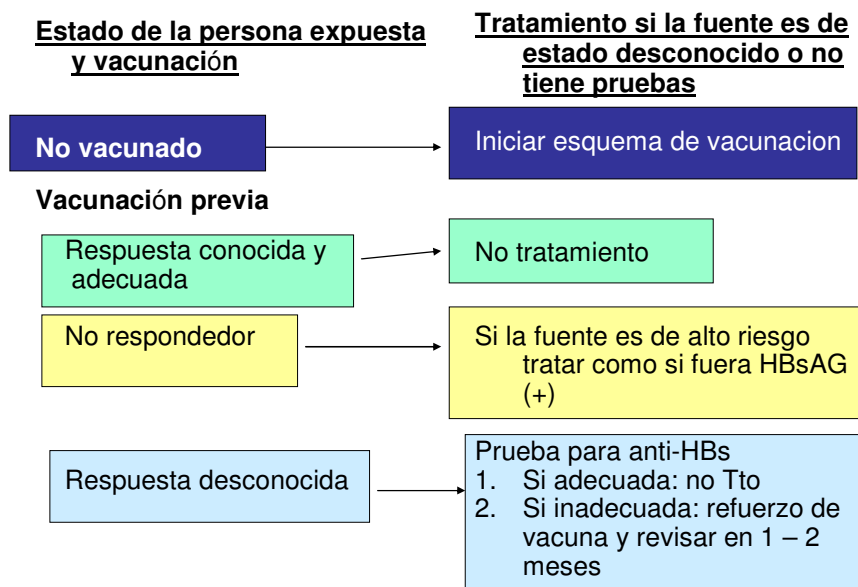 Estado de la persona expuesta
y vacunación
Tratamiento si la fuente es de
estado desconocido o no
tiene pruebas
No vacunado
Iniciar esquema de vacunacion
Vacunación previa
Respuesta conocida y
adecuada
No tratamiento
No respondedor
Si la fuente es de alto riesgo
tratar como si fuera HBsAG
(+)
Respuesta desconocida
Prueba para anti-HBs
1. Si adecuada: no Tto
2. Si inadecuada: refuerzo de
vacuna y revisar en 1 – 2
meses